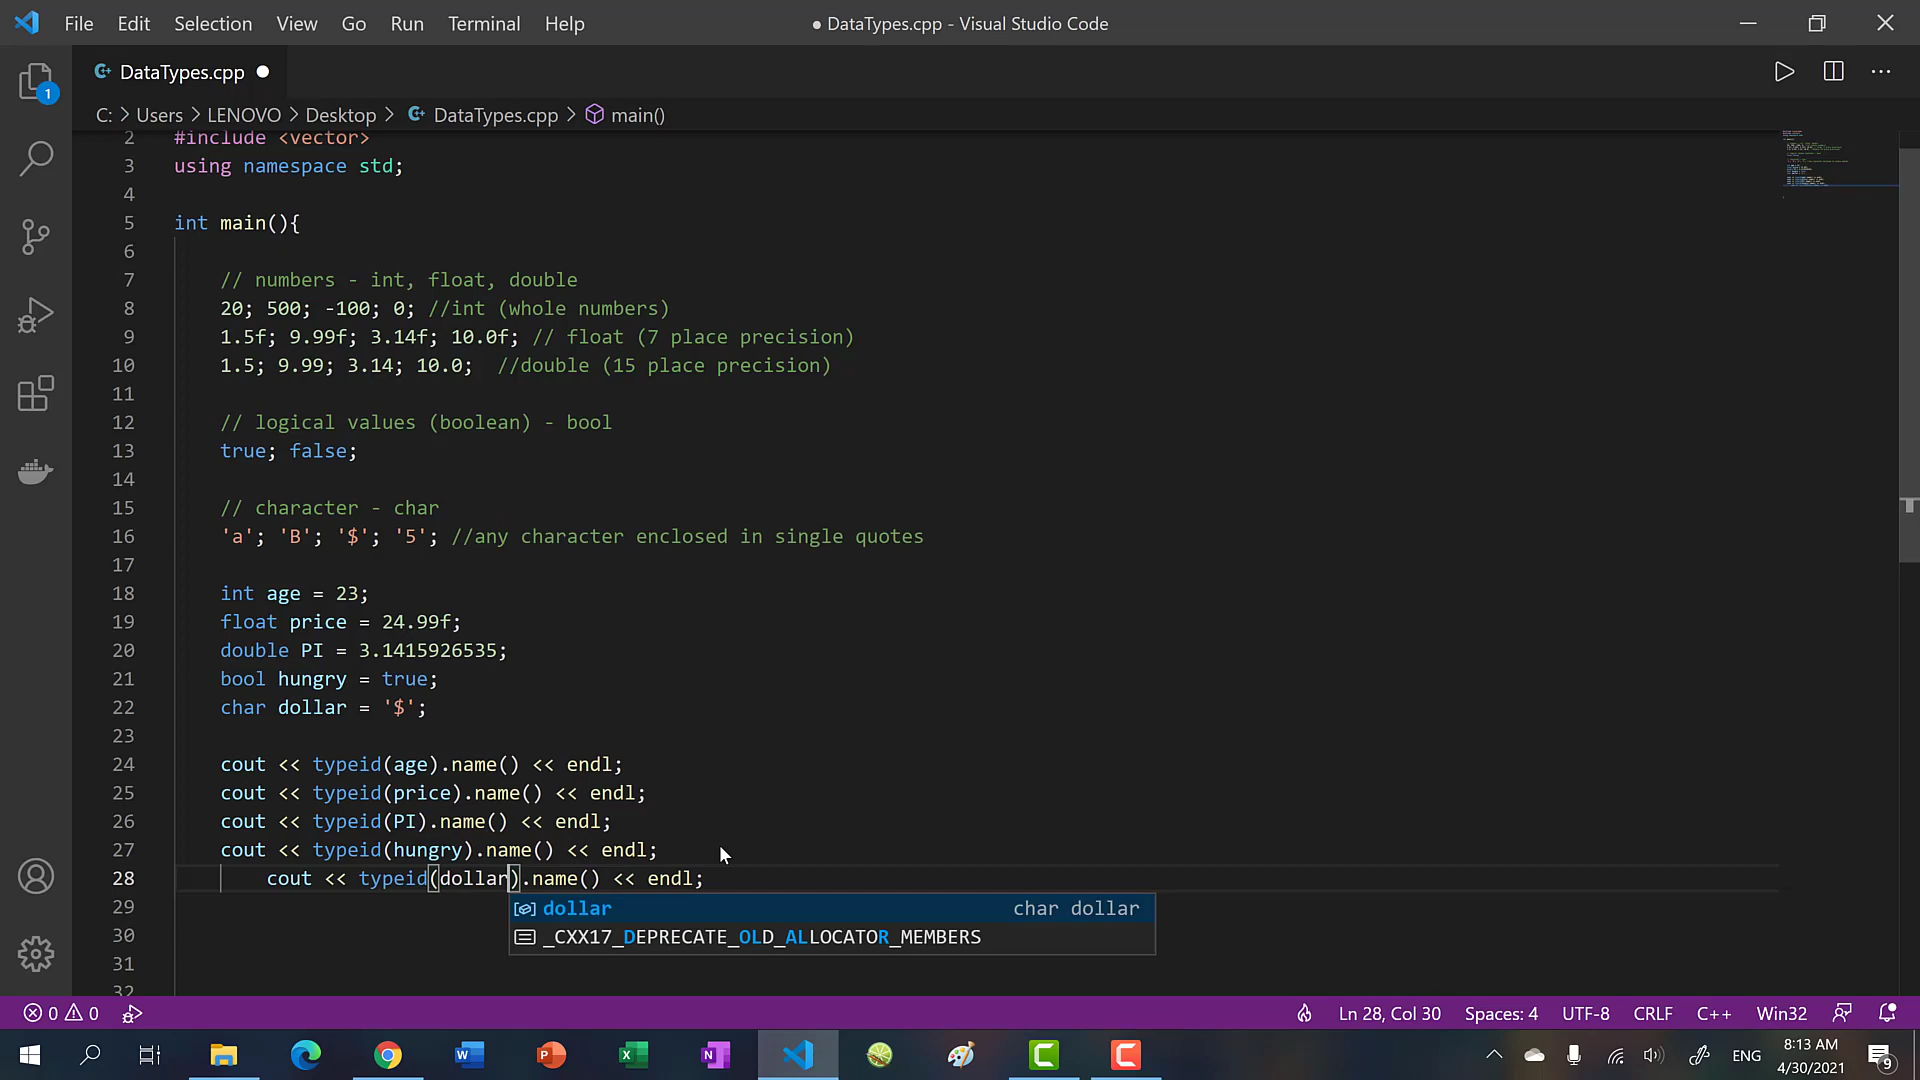 File Edit Selection View Go Run Terminal Help ● DataTypes.cpp - Visual Studio Code
DataTypes.cpp ●
C: > Users > LENOVO > Desktop > DataTypes.cpp > main()
1
2 #include <vector>
3 using namespace std;
4
5 int main(){
6
7 // numbers - int, float, double
8 20; 500; -100; 0; //int (whole numbers)
9 1.5f; 9.99f; 3.14f; 10.0f; // float (7 place precision)
10 1.5; 9.99; 3.14; 10.0; //double (15 place precision)
11
12 // logical values (boolean) - bool
13 true; false;
14
15 // character - char
16 'a'; 'B'; '$'; '5'; //any character enclosed in single quotes
17
18 int age = 23;
19 float price = 24.99f;
20 double PI = 3.1415926535;
21 bool hungry = true;
22 char dollar = '$';
23
24 cout << typeid(age).name() << endl;
25 cout << typeid(price).name() << endl;
26 cout << typeid(PI).name() << endl;
27 cout << typeid(hungry).name() << endl;
28 cout << typeid(dollar).name() << endl;
29 dollar char dollar
30 _CXX17_DEPRECATE_OLD_ALLOCATOR_MEMBERS
31
32
0 0 Ln 28, Col 30 Spaces: 4 UTF-8 CRLF C++ Win32
ENG 8:13 AM
4/30/2021 9